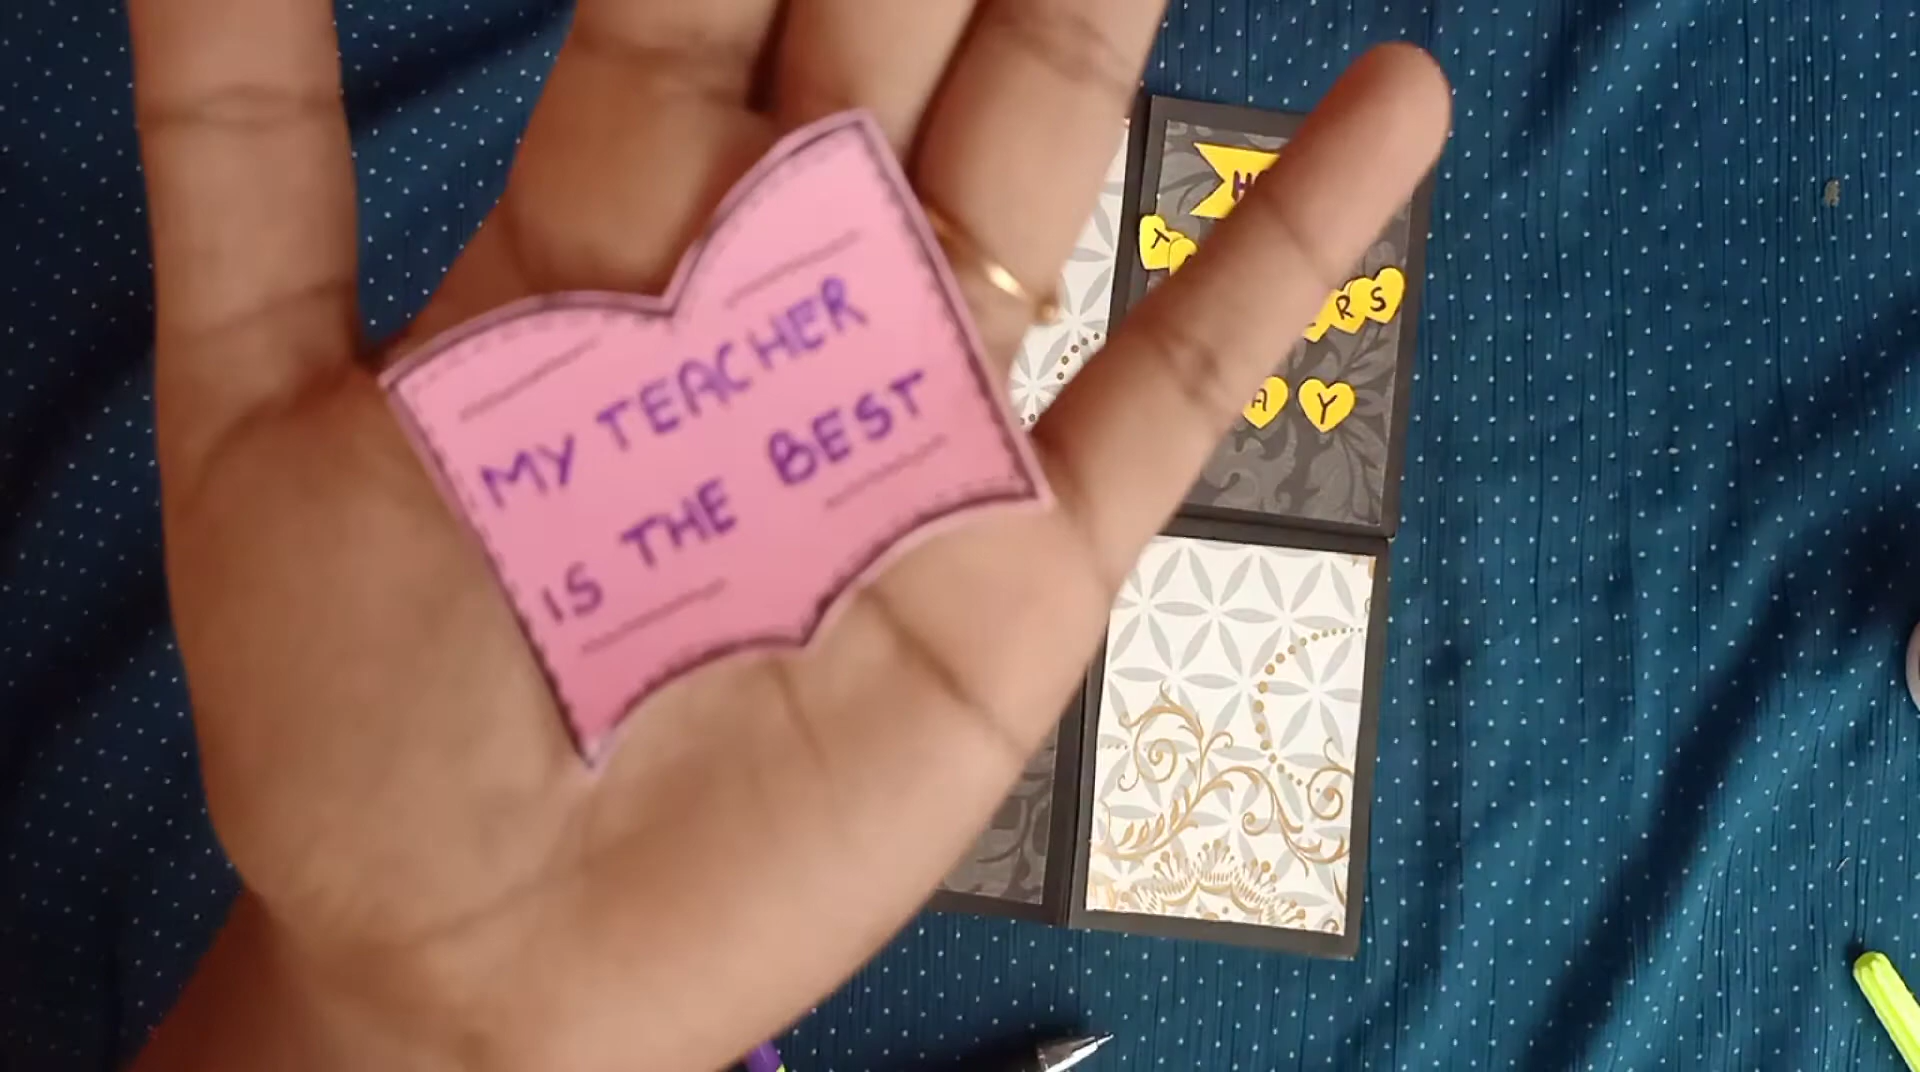 MY TEACHER
IS THE BEST
H
T
R S
A Y